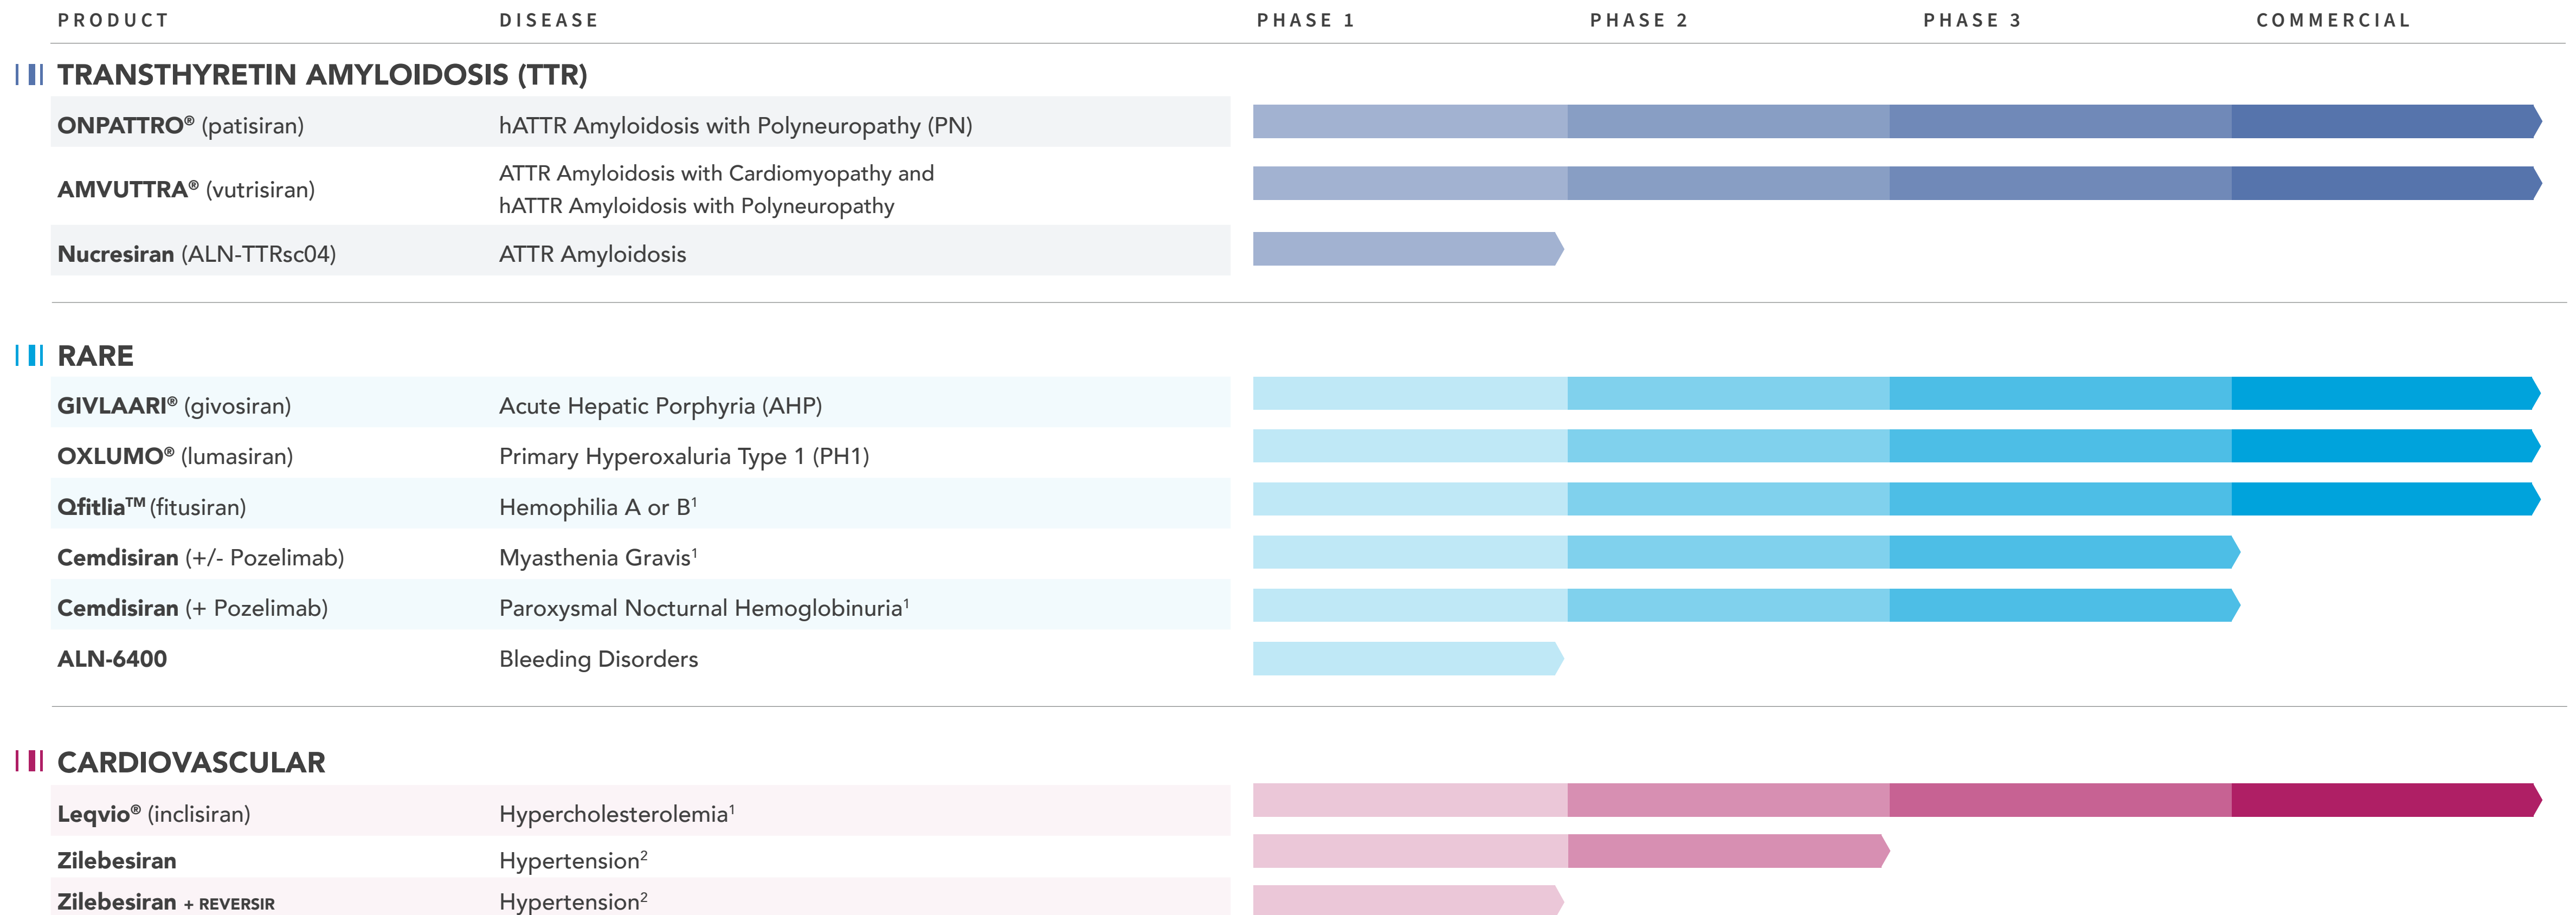 PRODUCT DISEASE PHASE 1 PHASE 2 PHASE 3 COMMERCIAL
TRANSTHYRETIN AMYLOIDOSIS (TTR)
ONPATTRO® (patisiran) hATTR Amyloidosis with Polyneuropathy (PN)
AMVUTTRA® (vutrisiran) ATTR Amyloidosis with Cardiomyopathy and
hATTR Amyloidosis with Polyneuropathy
Nucresiran (ALN-TTRsc04) ATTR Amyloidosis
RARE
GIVLAARI® (givosiran) Acute Hepatic Porphyria (AHP)
OXLUMO® (lumasiran) Primary Hyperoxaluria Type 1 (PH1)
Qfitlia™ (fitusiran) Hemophilia A or B¹
Cemdisiran (+/- Pozelimab) Myasthenia Gravis¹
Cemdisiran (+ Pozelimab) Paroxysmal Nocturnal Hemoglobinuria¹
ALN-6400 Bleeding Disorders
CARDIOVASCULAR
Leqvio® (inclisiran) Hypercholesterolemia¹
Zilebesiran Hypertension²
Zilebesiran + REVERSIR Hypertension²